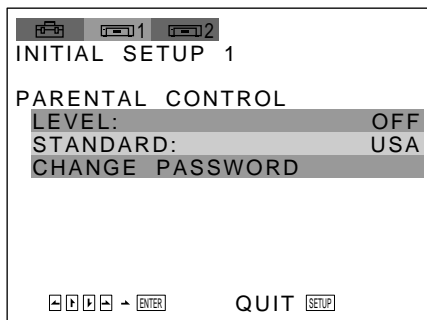 1 2
INITIAL SETUP 1
PARENTAL CONTROL
LEVEL: OFF
STANDARD: USA
CHANGE PASSWORD
ENTER QUIT SETUP